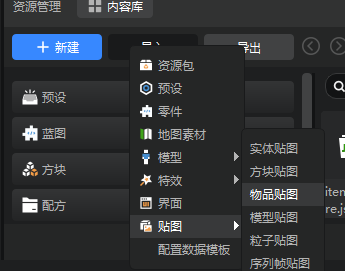 资源管理
内容库
新建
导出
资源包
预设
预设
零件
蓝图
地图素材
模型
实体贴图
方块
特效
方块贴图
界面
物品贴图
配方
贴图
模型贴图
配置数据模板
粒子贴图
序列帧贴图